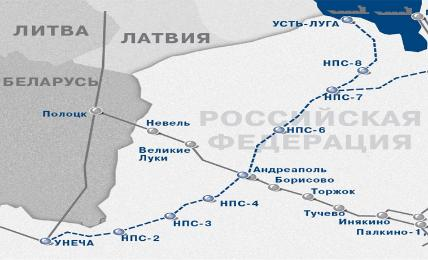 УСТЬ-ЛУГА
ЛИТВА
ЛАТВИЯ
НПС-8
БЕЛАРУСЬ
НПС-7
Полоцк
Невель
РОССИЙСКАЯ
ФЕДЕРАЦИЯ
НПС-6
Великие
Луки
Андреаполь
Борисово
Торжок
НПС-4
Тучево
НПС-3
Инякино
Палкино-1
НПС-2
УНЕЧА